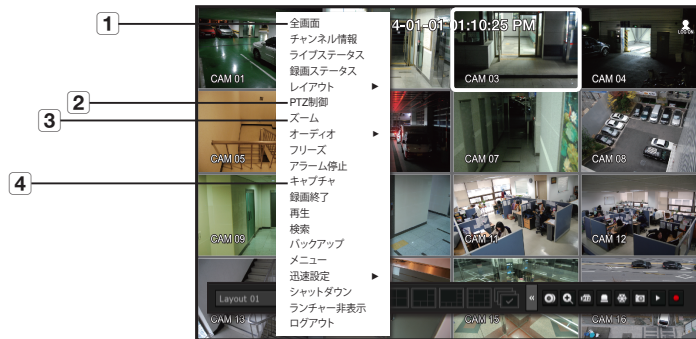 1
2
3
4
全画面
チャンネル情報
ライブステータス
録画ステータス
レイアウト
PTZ制御
ズーム
オーディオ
フリーズ
アラーム停止
キャプチャ
録画終了
再生
検索
バックアップ
メニュー
迅速設定
シャットダウン
ランチャー非表示
ログアウト
4-01-01 01:10:25 PM
LOG ON
CAM 01
CAM 03
CAM 04
CAM 05
CAM 07
CAM 08
CAM 09
CAM 11
CAM 12
Layout 01
CAM 13
CAM 15
CAM 16